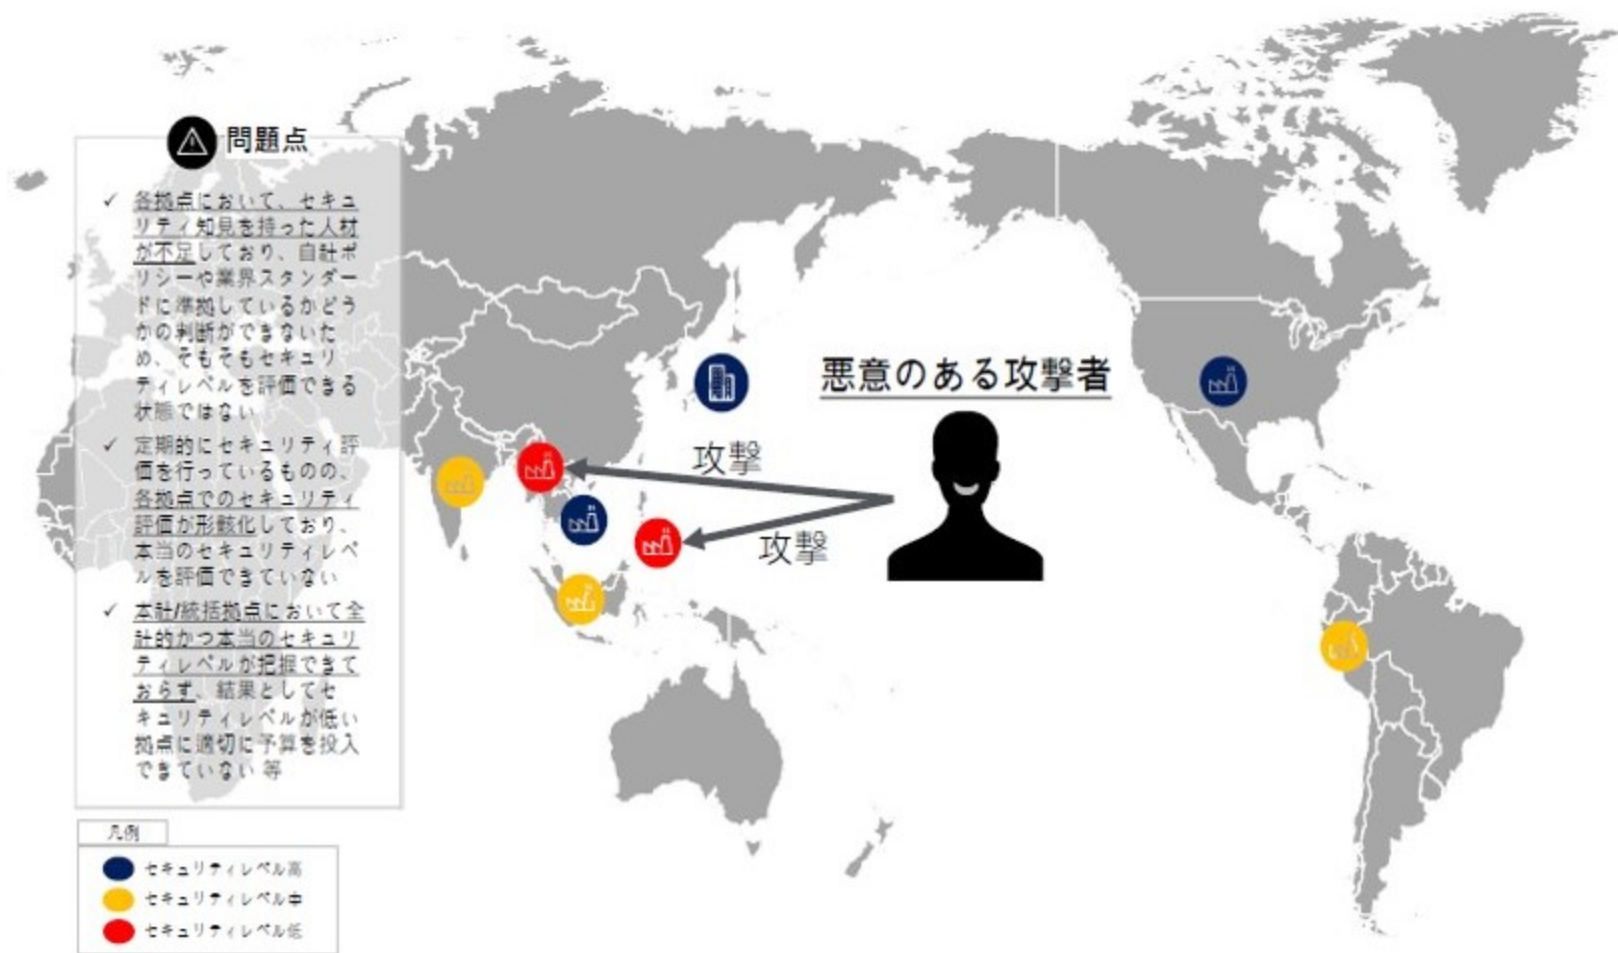 問題点
✓ 各拠点において、セキュ
リティ知見を持った人材
が不足しており、自社ポ
リシーや業界スタンダー
ドに準拠しているかどう
かの判断ができないた
め、そもそもセキュリ
ティレベルを評価できる
状態ではない
✓ 定期的にセキュリティ評
価を行っているものの、
各拠点でのセキュリティ
評価が形骸化しており、
本当のセキュリティレベ
ルを評価できていない
✓ 本社/統括拠点において全
社的かつ本当のセキュリ
ティレベルが把握できて
おらず、結果としてセ
キュリティレベルが低い
拠点に適切に予算を投入
できていない 等
凡例
セキュリティレベル高
セキュリティレベル中
セキュリティレベル低
悪意のある攻撃者
攻撃
攻撃